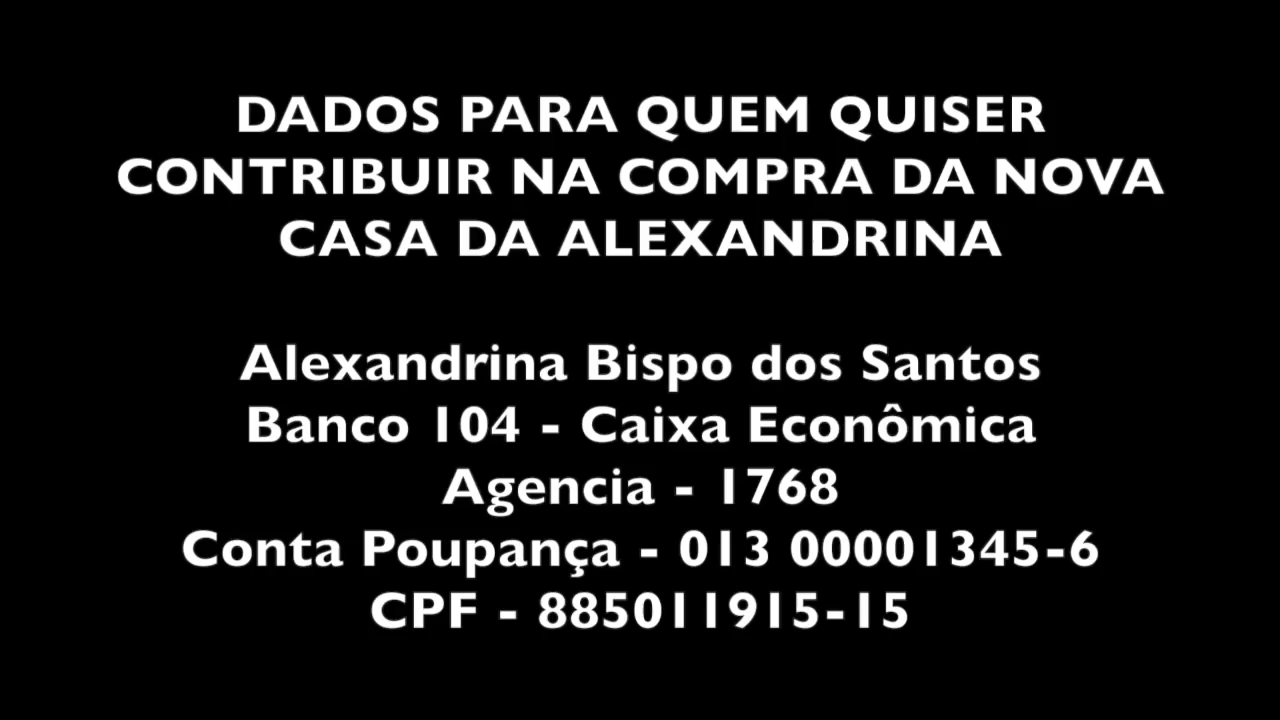 DADOS PARA QUEM QUISER
CONTRIBUIR NA COMPRA DA NOVA
CASA DA ALEXANDRINA
Alexandrina Bispo dos Santos
Banco 104 - Caixa Econômica
Agencia - 1768
Conta Poupança - 013 00001345-6
CPF - 885011915-15